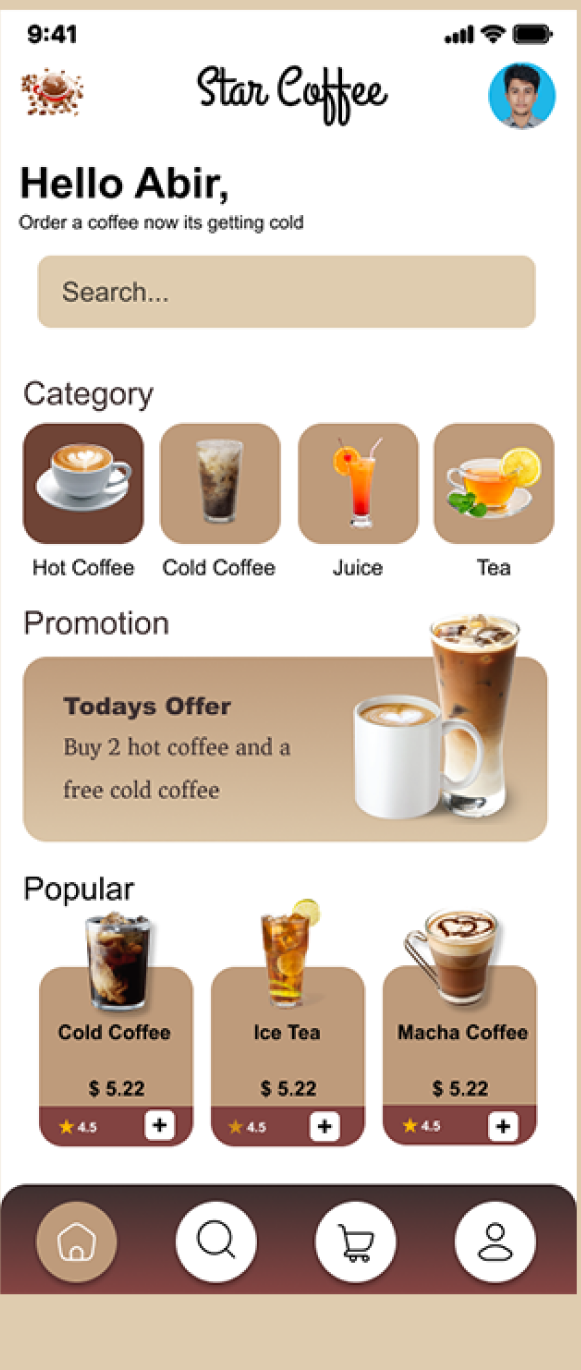 9:41
Star Coffee
Hello Abir,
Order a coffee now its getting cold
Search...
Category
Hot Coffee
Cold Coffee
Juice
Tea
Promotion
Todays Offer
Buy 2 hot coffee and a
free cold coffee
Popular
Cold Coffee
$ 5.22
4.5
+
Ice Tea
$ 5.22
4.5
+
Macha Coffee
$ 5.22
4.5
+